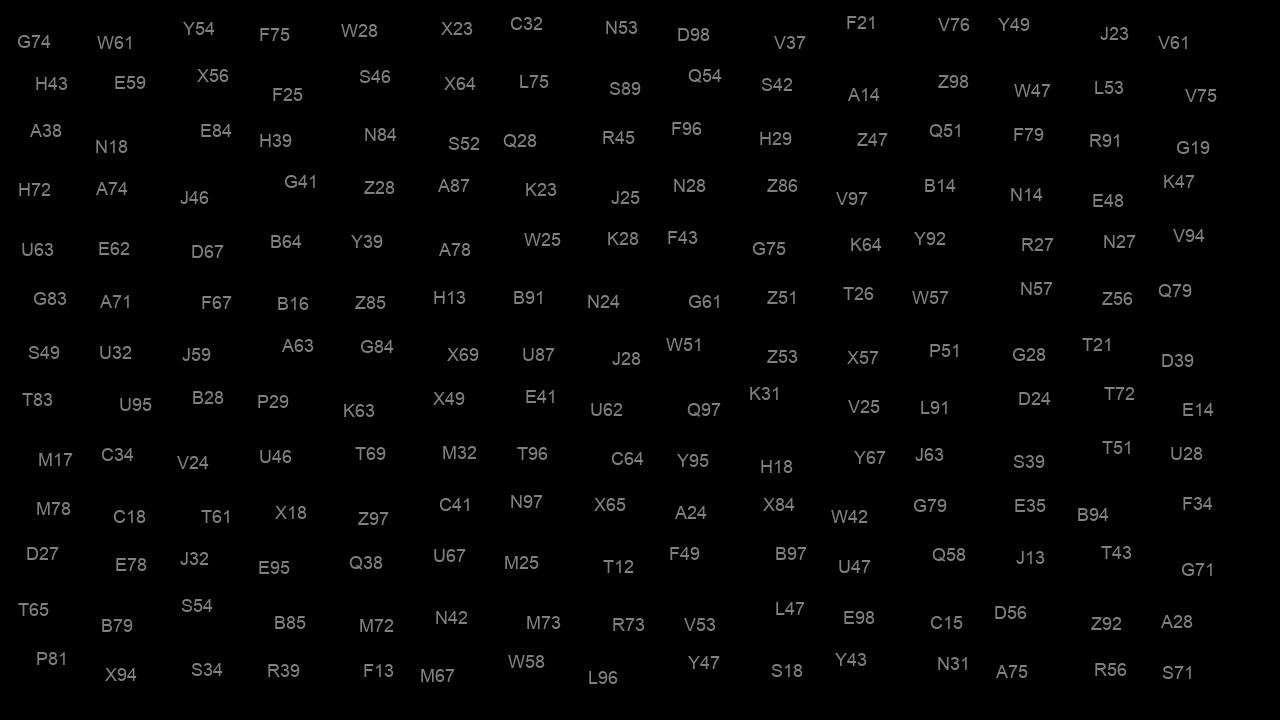 G74 W61 Y54 F75 W28 X23 C32 N53 D98 V37 F21 V76 Y49 J23 V61
H43 E59 X56 F25 S46 X64 L75 S89 Q54 S42 A14 Z98 W47 L53 V75
A38 N18 E84 H39 N84 S52 Q28 R45 F96 H29 Z47 Q51 F79 R91 G19
H72 A74 J46 G41 Z28 A87 K23 J25 N28 Z86 V97 B14 N14 E48 K47
U63 E62 D67 B64 Y39 A78 W25 K28 F43 G75 K64 Y92 R27 N27 V94
G83 A71 F67 B16 Z85 H13 B91 N24 G61 Z51 T26 W57 N57 Z56 Q79
S49 U32 J59 A63 G84 X69 U87 J28 W51 Z53 X57 P51 G28 T21 D39
T83 U95 B28 P29 K63 X49 E41 U62 Q97 K31 V25 L91 D24 T72 E14
M17 C34 V24 U46 T69 M32 T96 C64 Y95 H18 Y67 J63 S39 T51 U28
M78 C18 T61 X18 Z97 C41 N97 X65 A24 X84 W42 G79 E35 B94 F34
D27 E78 J32 E95 Q38 U67 M25 T12 F49 B97 U47 Q58 J13 T43 G71
T65 B79 S54 B85 M72 N42 M73 R73 V53 L47 E98 C15 D56 Z92 A28
P81 X94 S34 R39 F13 M67 W58 L96 Y47 S18 Y43 N31 A75 R56 S71